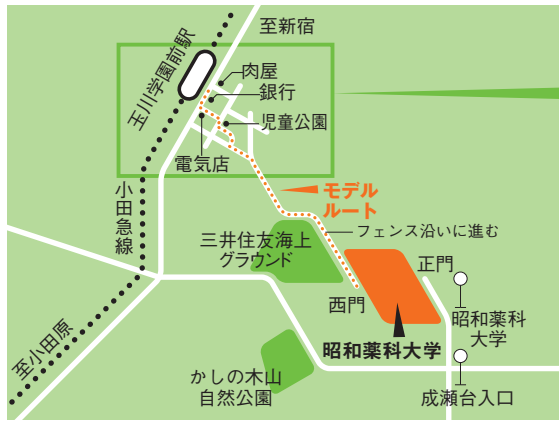 至新宿
玉川学園前駅
肉屋
銀行
児童公園
電気店
小田急線
モデル
ルート
フェンス沿いに進む
三井住友海上
グラウンド
正門
西門
昭和薬科
大学
昭和薬科大学
至小田原
かしの木山
自然公園
成瀬台入口